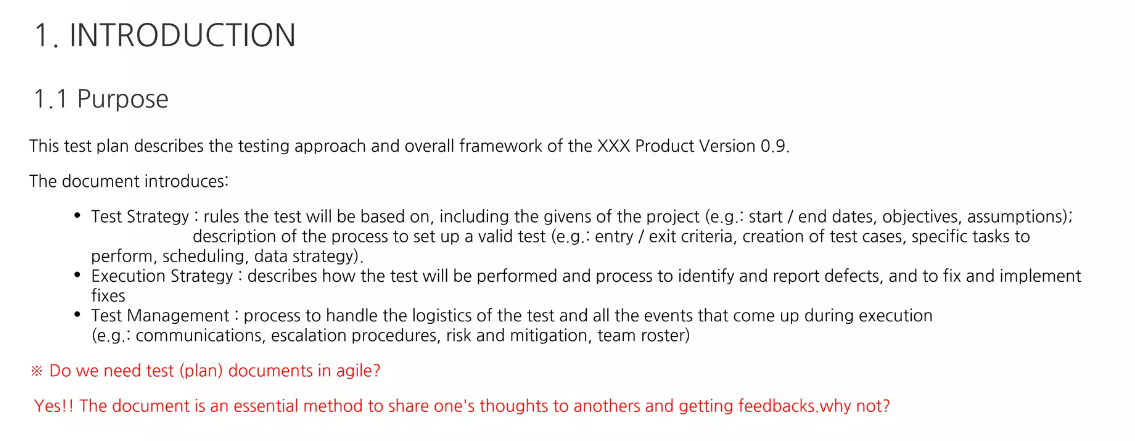 1. INTRODUCTION
1.1 Purpose
This test plan describes the testing approach and overall framework of the XXX Product Version 0.9.
The document introduces:
• Test Strategy : rules the test will be based on, including the givens of the project (e.g.: start / end dates, objectives, assumptions);
description of the process to set up a valid test (e.g.: entry / exit criteria, creation of test cases, specific tasks to
perform, scheduling, data strategy).
• Execution Strategy : describes how the test will be performed and process to identify and report defects, and to fix and implement
fixes
• Test Management : process to handle the logistics of the test and all the events that come up during execution
(e.g.: communications, escalation procedures, risk and mitigation, team roster)
※ Do we need test (plan) documents in agile?
Yes!! The document is an essential method to share one's thoughts to anothers and getting feedbacks.why not?